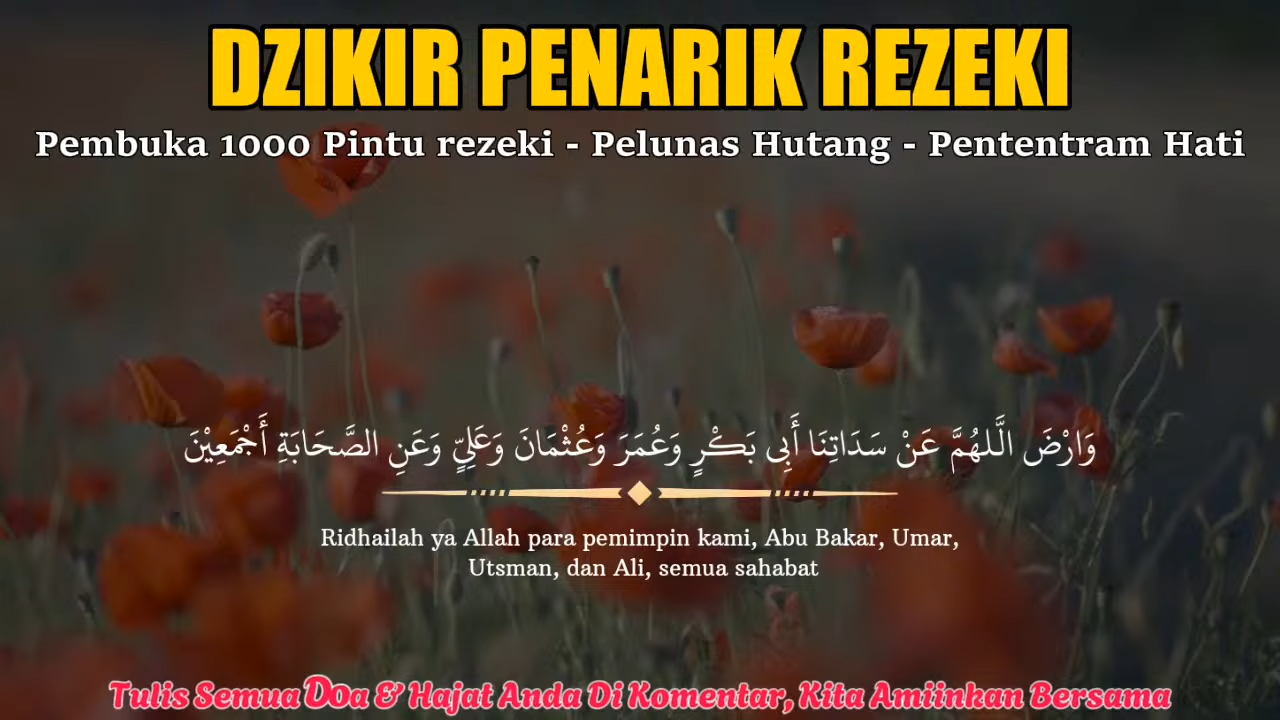 DZIKIR PENARIK REZEKI
Pembuka 1000 Pintu rezeki - Pelunas Hutang - Pententram Hati
وَارْضَ الَّلهُمَّ عَنْ سَدَاتِنَا أَبِى بَكْرٍ وَعُمَرَ وَعُثْمَانَ وَعَلِيٍّ وَعَنِ الصَّحَابَةِ أَجْمَعِيْنَ
Ridhailah ya Allah para pemimpin kami, Abu Bakar, Umar,
Utsman, dan Ali, semua sahabat
Tulis Semua Doa & Hajat Anda Di Komentar, Kita Amiinkan Bersama